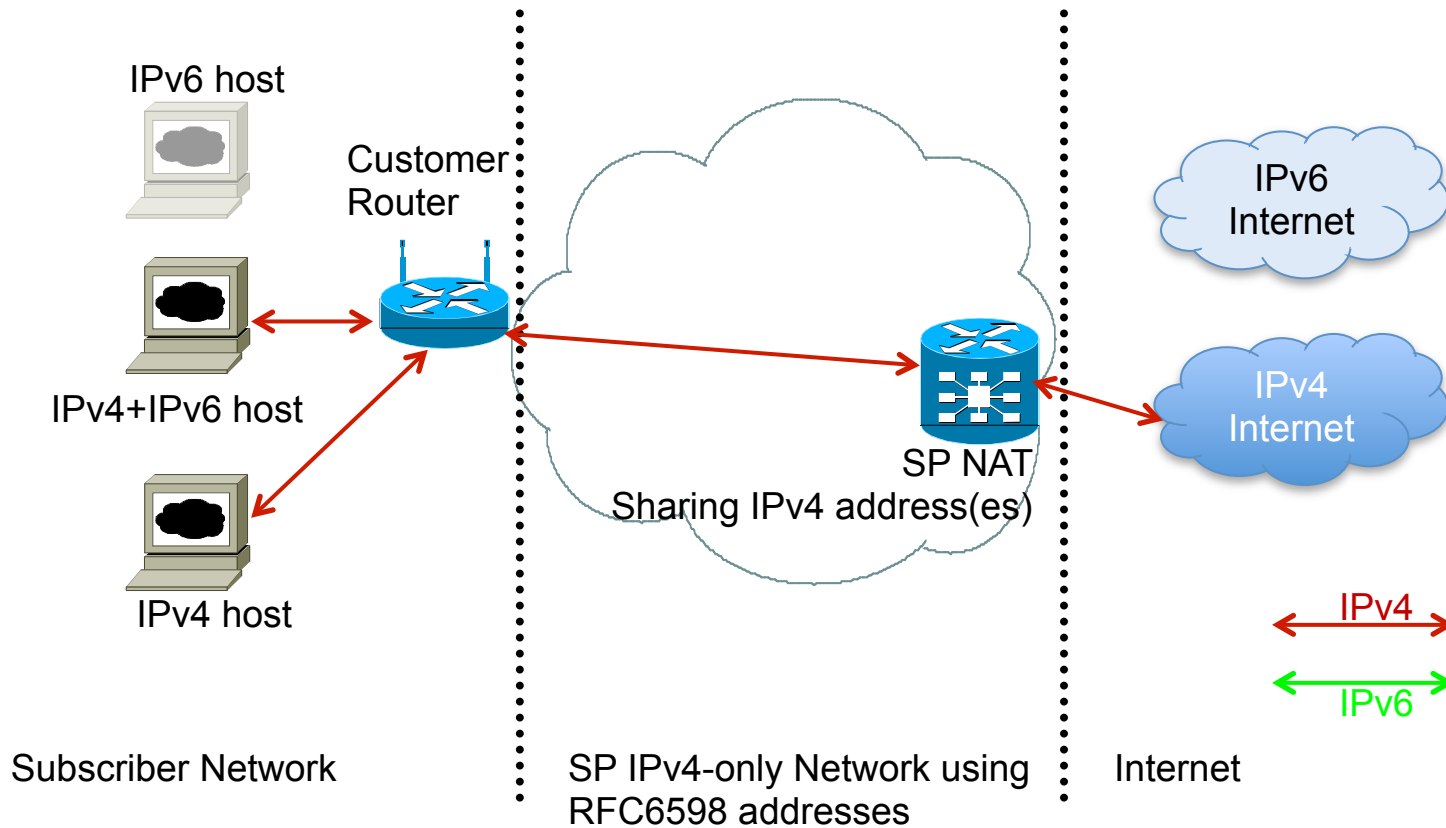 IPv6 host
Customer
Router
IPv6
Internet
IPv4+IPv6 host
IPv4
Internet
SP NAT
Sharing IPv4 address(es)
IPv4 host
IPv4
IPv6
Subscriber Network
SP IPv4-only Network using
RFC6598 addresses
Internet